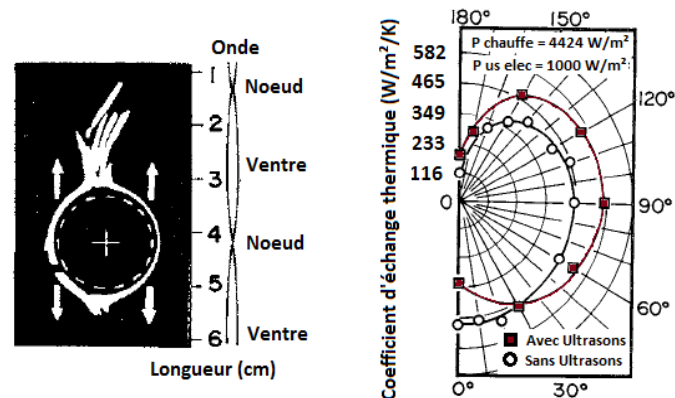 Onde
1
Noeud
2
Ventre
3
4
Noeud
5
6
Ventre
Longueur (cm)
Coefficient d'échange thermique (W/m²/K)
180°
150°
P chauffe = 4424 W/m²
P us elec = 1000 W/m²
582
465
349
233
116
0
120°
90°
60°
Avec Ultrasons
Sans Ultrasons
0°
30°